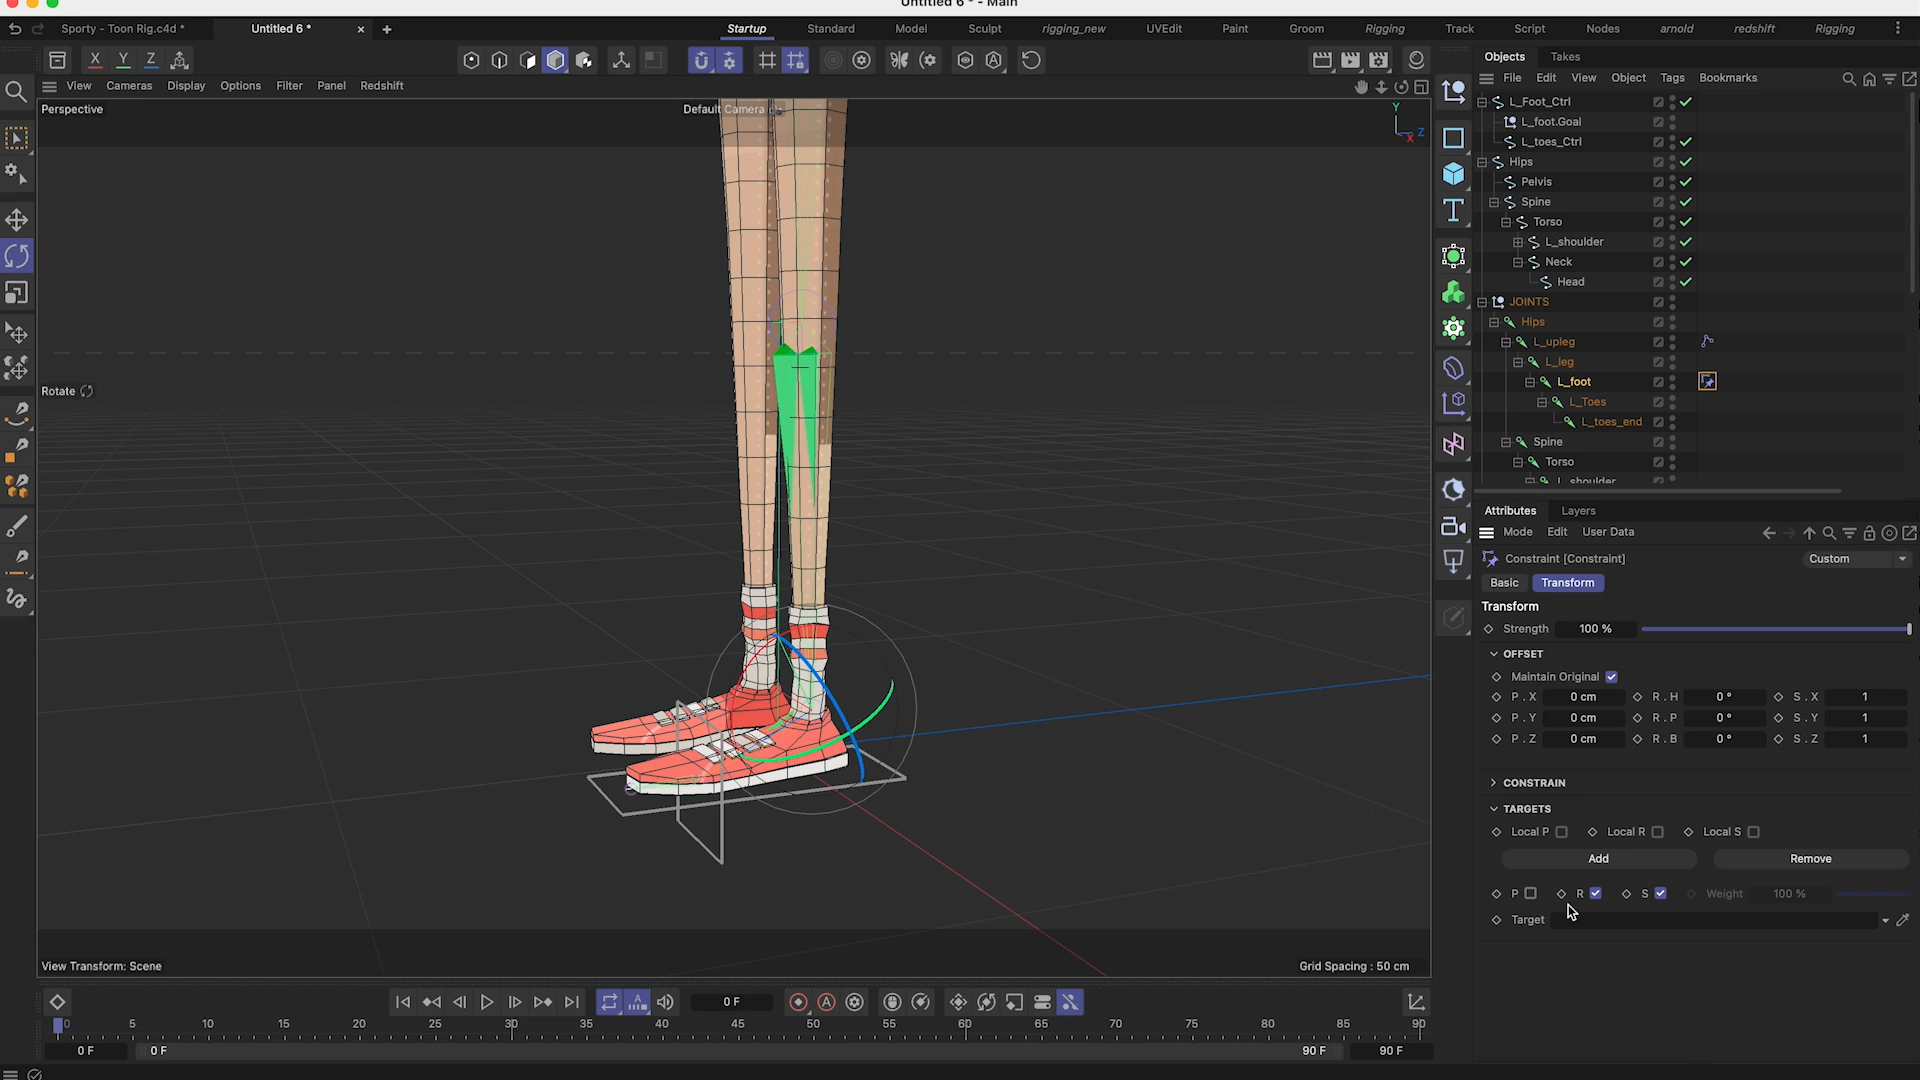 Untitled 6 * - Main
Sporty - Toon Rig.c4d *
Untitled 6 *
Startup
Standard
Model
Sculpt
rigging_new
UVEdit
Paint
Groom
Rigging
Track
Script
Nodes
arnold
redshift
Rigging
X
Y
Z
View
Cameras
Display
Options
Filter
Panel
Redshift
Perspective
Default Camera
Y
Z
X
Rotate
View Transform: Scene
Grid Spacing : 50 cm
Objects
Takes
File
Edit
View
Object
Tags
Bookmarks
L_Foot_Ctrl
L_foot.Goal
L_toes_Ctrl
Hips
Pelvis
Spine
Torso
L_shoulder
Neck
Head
JOINTS
Hips
L_upleg
L_leg
L_foot
L_Toes
L_toes_end
Spine
Torso
L_shoulder
Attributes
Layers
Mode
Edit
User Data
Constraint [Constraint]
Custom
Basic
Transform
Transform
Strength 100 %
OFFSET
Maintain Original
P . X 0 cm R . H 0 ° S . X 1
P . Y 0 cm R . P 0 ° S . Y 1
P . Z 0 cm R . B 0 ° S . Z 1
CONSTRAIN
TARGETS
Local P Local R Local S
Add Remove
P R S Weight 100 %
Target
0 F
0 5 10 15 20 25 30 35 40 45 50 55 60 65 70 75 80 85 90
0 F 0 F 90 F 90 F